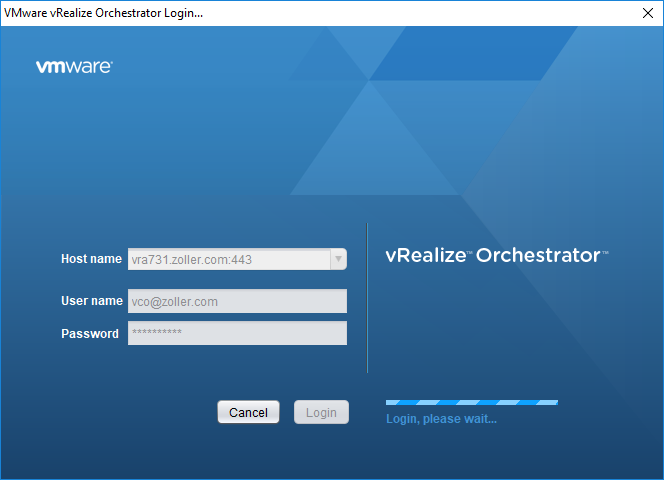 VMware vRealize Orchestrator Login...
vmware®
Host name vra731.zoller.com:443
vRealize™ Orchestrator™
User name vco@zoller.com
Password **********
Cancel Login
Login, please wait...